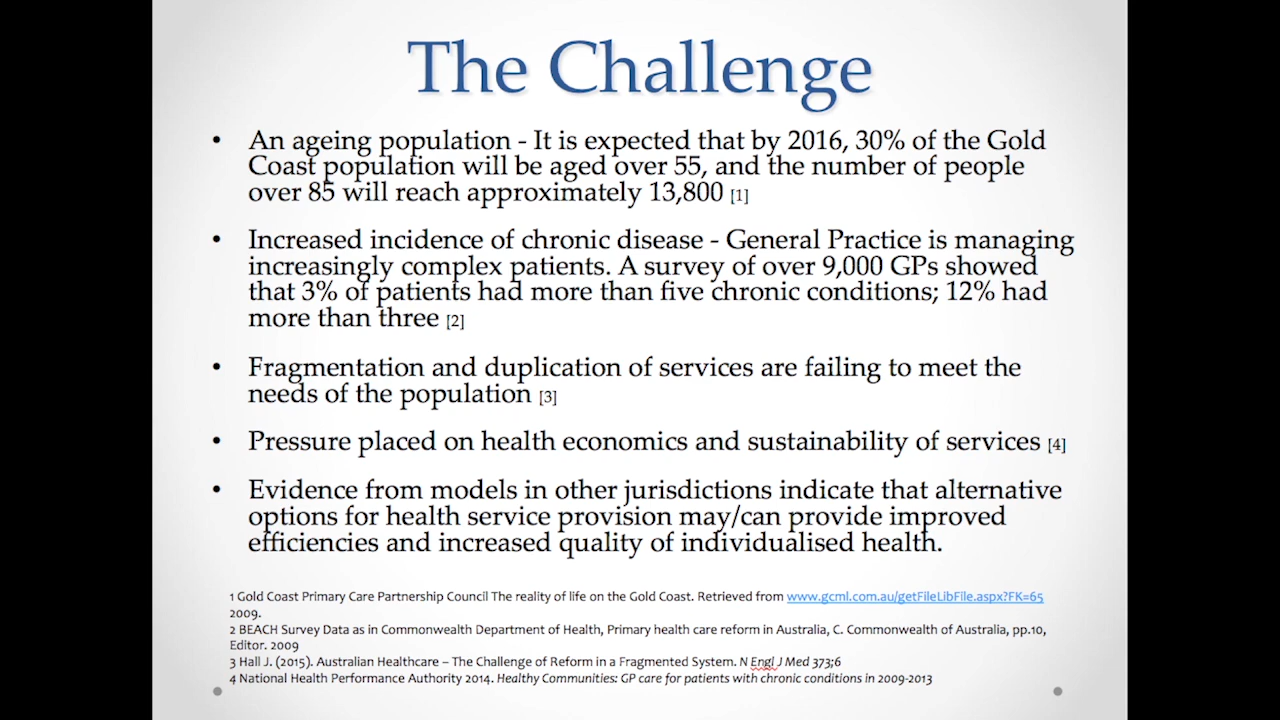 The Challenge
• An ageing population - It is expected that by 2016, 30% of the Gold
Coast population will be aged over 55, and the number of people
over 85 will reach approximately 13,800 [1]
• Increased incidence of chronic disease - General Practice is managing
increasingly complex patients. A survey of over 9,000 GPs showed
that 3% of patients had more than five chronic conditions; 12% had
more than three [2]
• Fragmentation and duplication of services are failing to meet the
needs of the population [3]
• Pressure placed on health economics and sustainability of services [4]
• Evidence from models in other jurisdictions indicate that alternative
options for health service provision may/can provide improved
efficiencies and increased quality of individualised health.
1 Gold Coast Primary Care Partnership Council The reality of life on the Gold Coast. Retrieved from www.gcml.com.au/getFileLibFile.aspx?FK=65
2009.
2 BEACH Survey Data as in Commonwealth Department of Health, Primary health care reform in Australia, C. Commonwealth of Australia, pp.10,
Editor. 2009
3 Hall J. (2015). Australian Healthcare – The Challenge of Reform in a Fragmented System. N Engl J Med 373;6
4 National Health Performance Authority 2014. Healthy Communities: GP care for patients with chronic conditions in 2009-2013